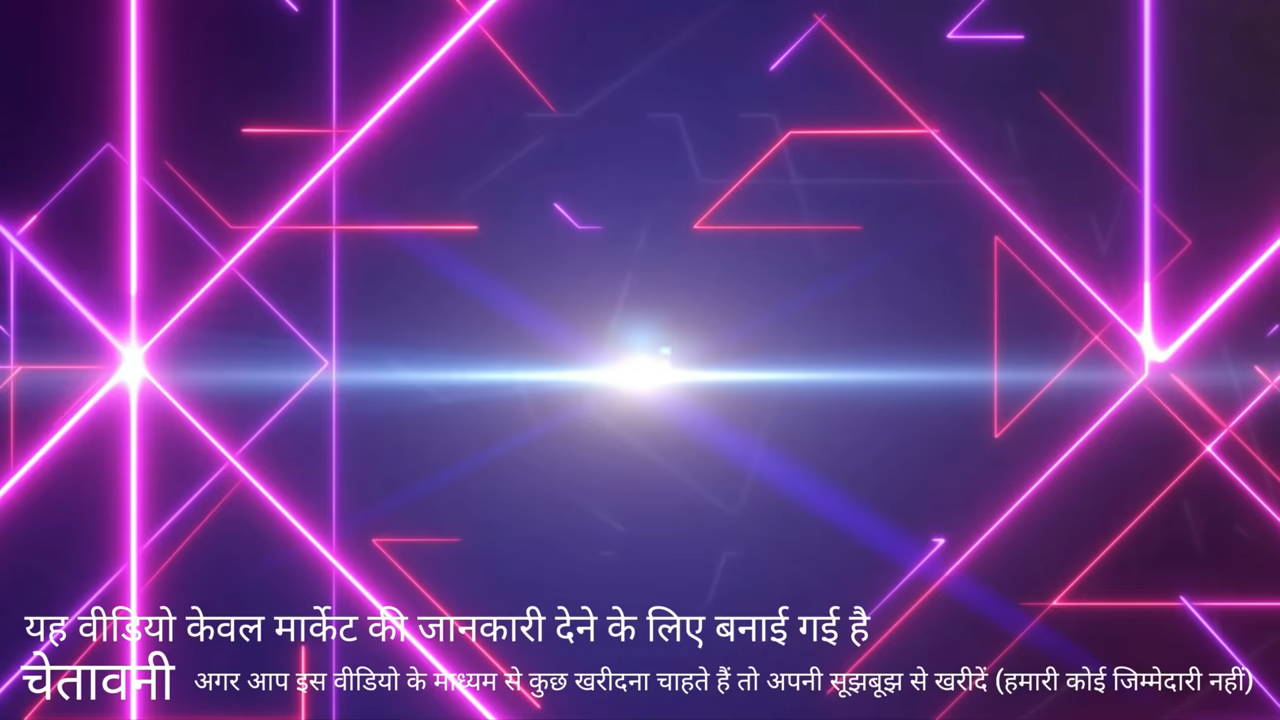 यह वीडियो केवल मार्केट की जानकारी देने के लिए बनाई गई है
चेतावनी अगर आप इस वीडियो के माध्यम से कुछ खरीदना चाहते हैं तो अपनी सूझबूझ से खरीदें (हमारी कोई जिम्मेदारी नहीं)